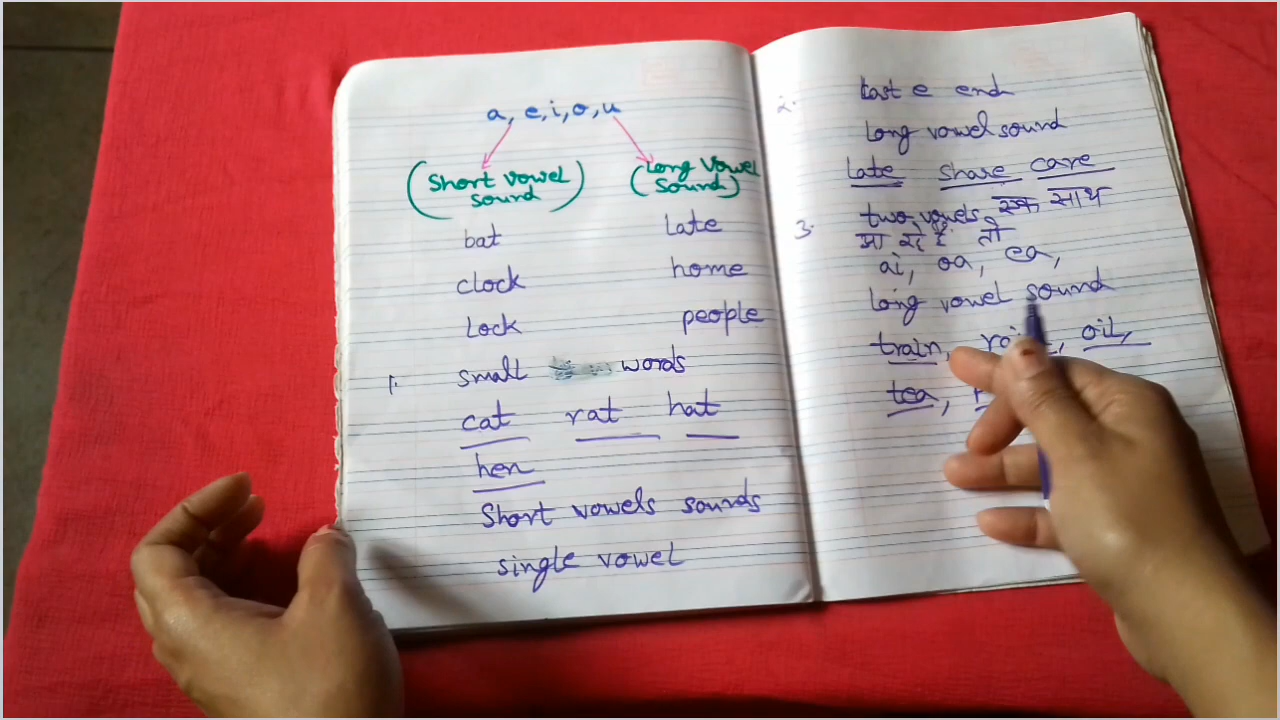 a, e, i, o, u
(Short vowel sound)
(Long Vowel Sound)
bat late
clock home
lock people
1. small words
cat rat hat
hen
Short vowels sounds
single vowel
2. last e end
long vowel sound
late share care
3. two vowels एक साथ
आ रहे हैं तो
ai, oa, ea,
long vowel sound
train, oil,
tea,